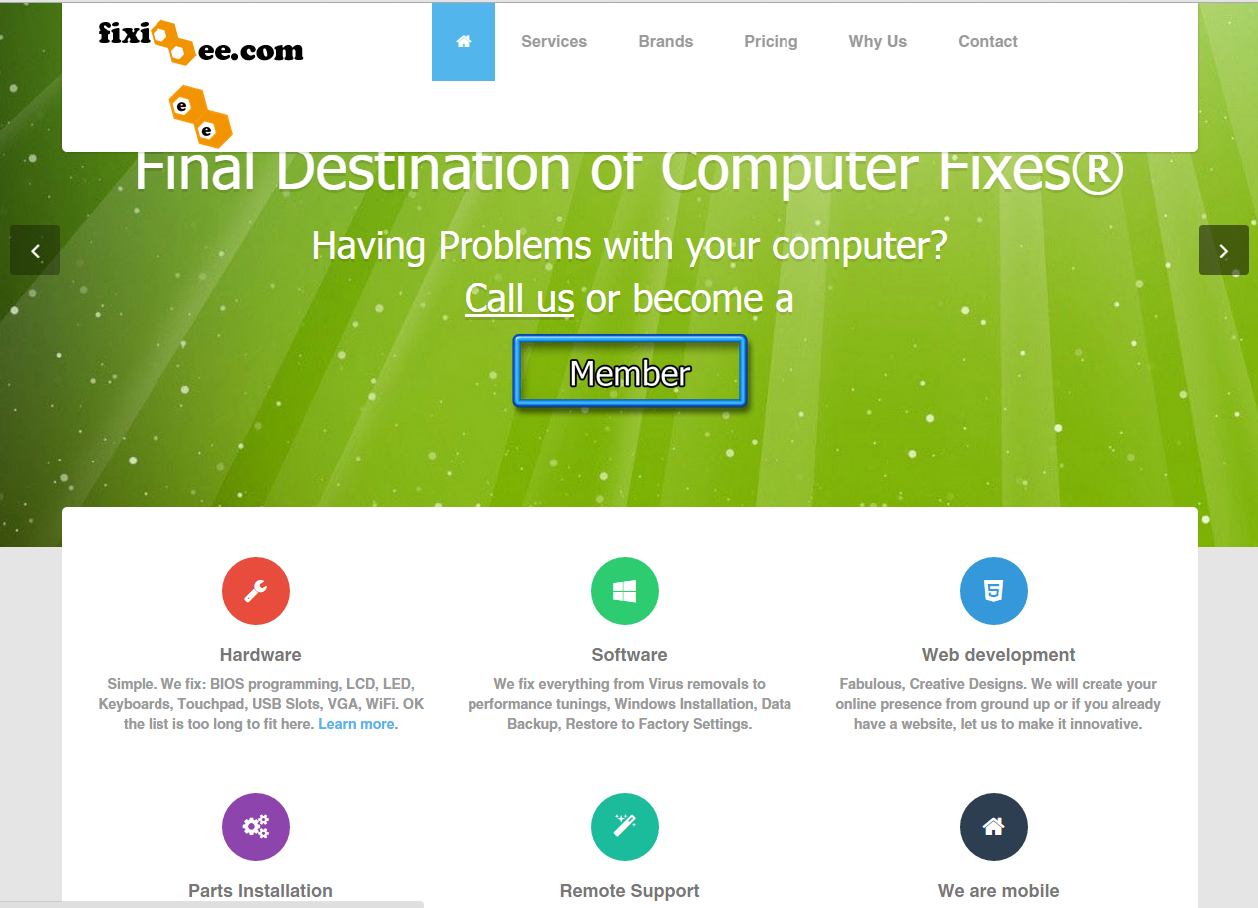 fixi ee.com
Services Brands Pricing Why Us Contact
e
e
Final Destination of Computer Fixes®
Having Problems with your computer?
Call us or become a
Member
Hardware
Simple. We fix: BIOS programming, LCD, LED,
Keyboards, Touchpad, USB Slots, VGA, WiFi. OK
the list is too long to fit here. Learn more.
Software
We fix everything from Virus removals to
performance tunings, Windows Installation, Data
Backup, Restore to Factory Settings.
Web development
Fabulous, Creative Designs. We will create your
online presence from ground up or if you already
have a website, let us to make it innovative.
Parts Installation
Remote Support
We are mobile